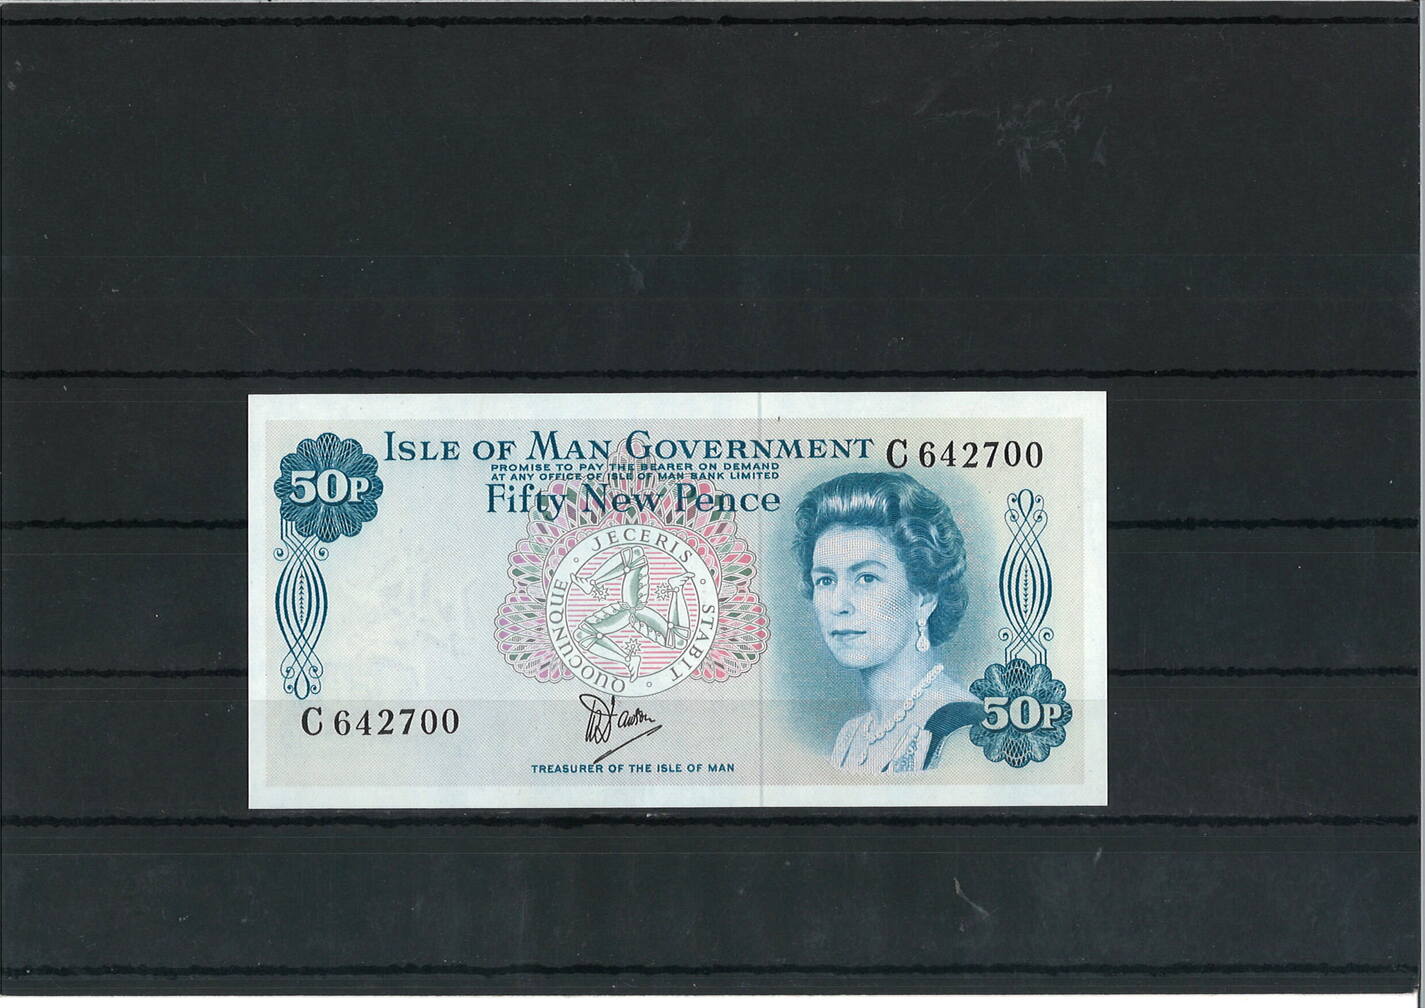 ISLE OF MAN GOVERNMENT
C 642700
PROMISE TO PAY THE BEARER ON DEMAND
AT ANY OFFICE OF ISLE OF MAN BANK LIMITED
Fifty New Pence
50P
QUOCUNQUE · JECERIS · STABIT ·
C 642700
50P
TREASURER OF THE ISLE OF MAN